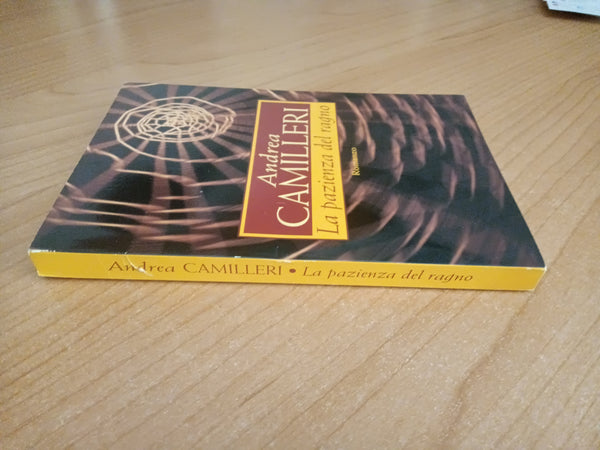 Andrea
CAMILLERI
La pazienza del ragno
Romanzo
Andrea CAMILLERI • La pazienza del ragno